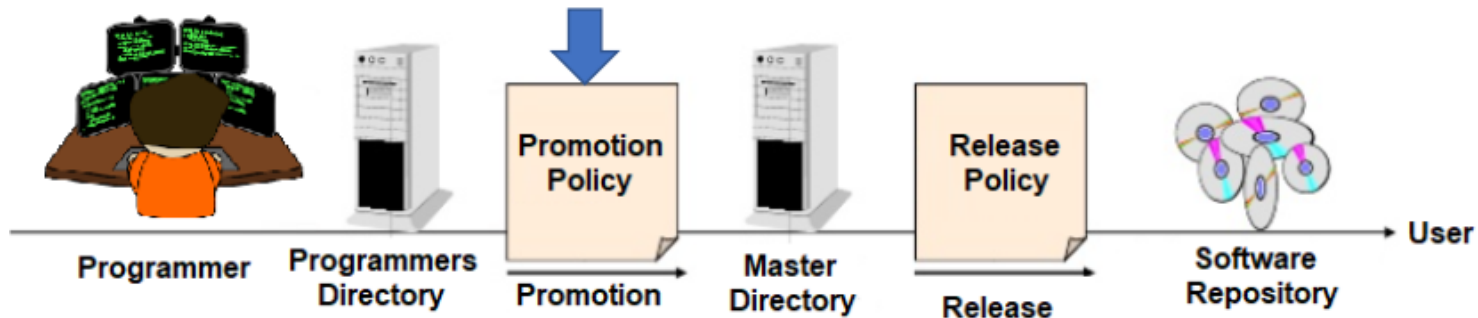 Promotion
Policy
Release
Policy
User
Programmer
Programmers
Directory
Promotion
Master
Directory
Release
Software
Repository